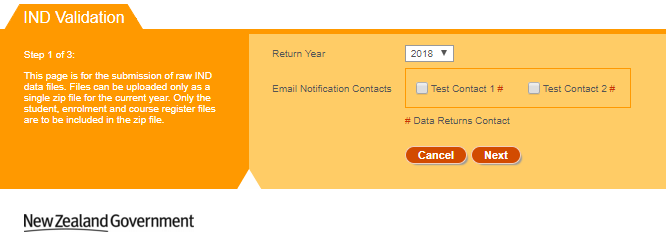 IND Validation
Step 1 of 3:
This page is for the submission of raw IND
data files. Files can be uploaded only as a
single zip file for the current year. Only the
student, enrolment and course register files
are to be included in the zip file.
Return Year
2018
Email Notification Contacts
Test Contact 1 #
Test Contact 2 #
# Data Returns Contact
Cancel
Next
New Zealand Government